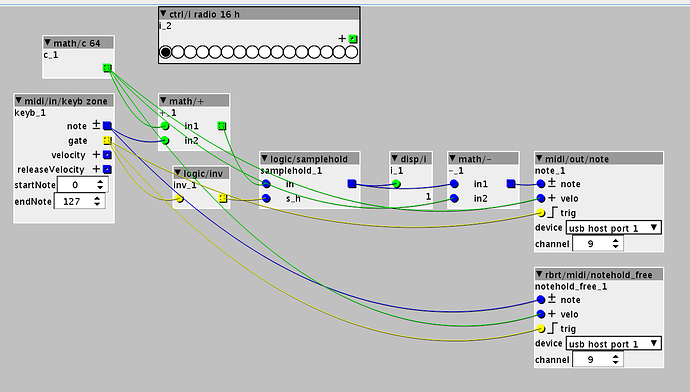 ▼ ctrl/i radio 16 h
i_2
+
▼ math/c 64
c_1
▼ midi/in/keyb zone
keyb_1
note ±
gate
velocity +
releaseVelocity +
startNote 0
endNote 127
▼ math/+
+_1
in1
in2
▼ logic/inv
inv_1
▼ logic/samplehold
samplehold_1
in
s_h
▼ disp/i
i_1
1
▼ math/-
-_1
in1
in2
▼ midi/out/note
note_1
± note
+ velo
trig
device usb host port 1 ▼
channel 9
▼ rbrt/midi/notehold_free
notehold_free_1
± note
+ velo
trig
device usb host port 1 ▼
channel 9